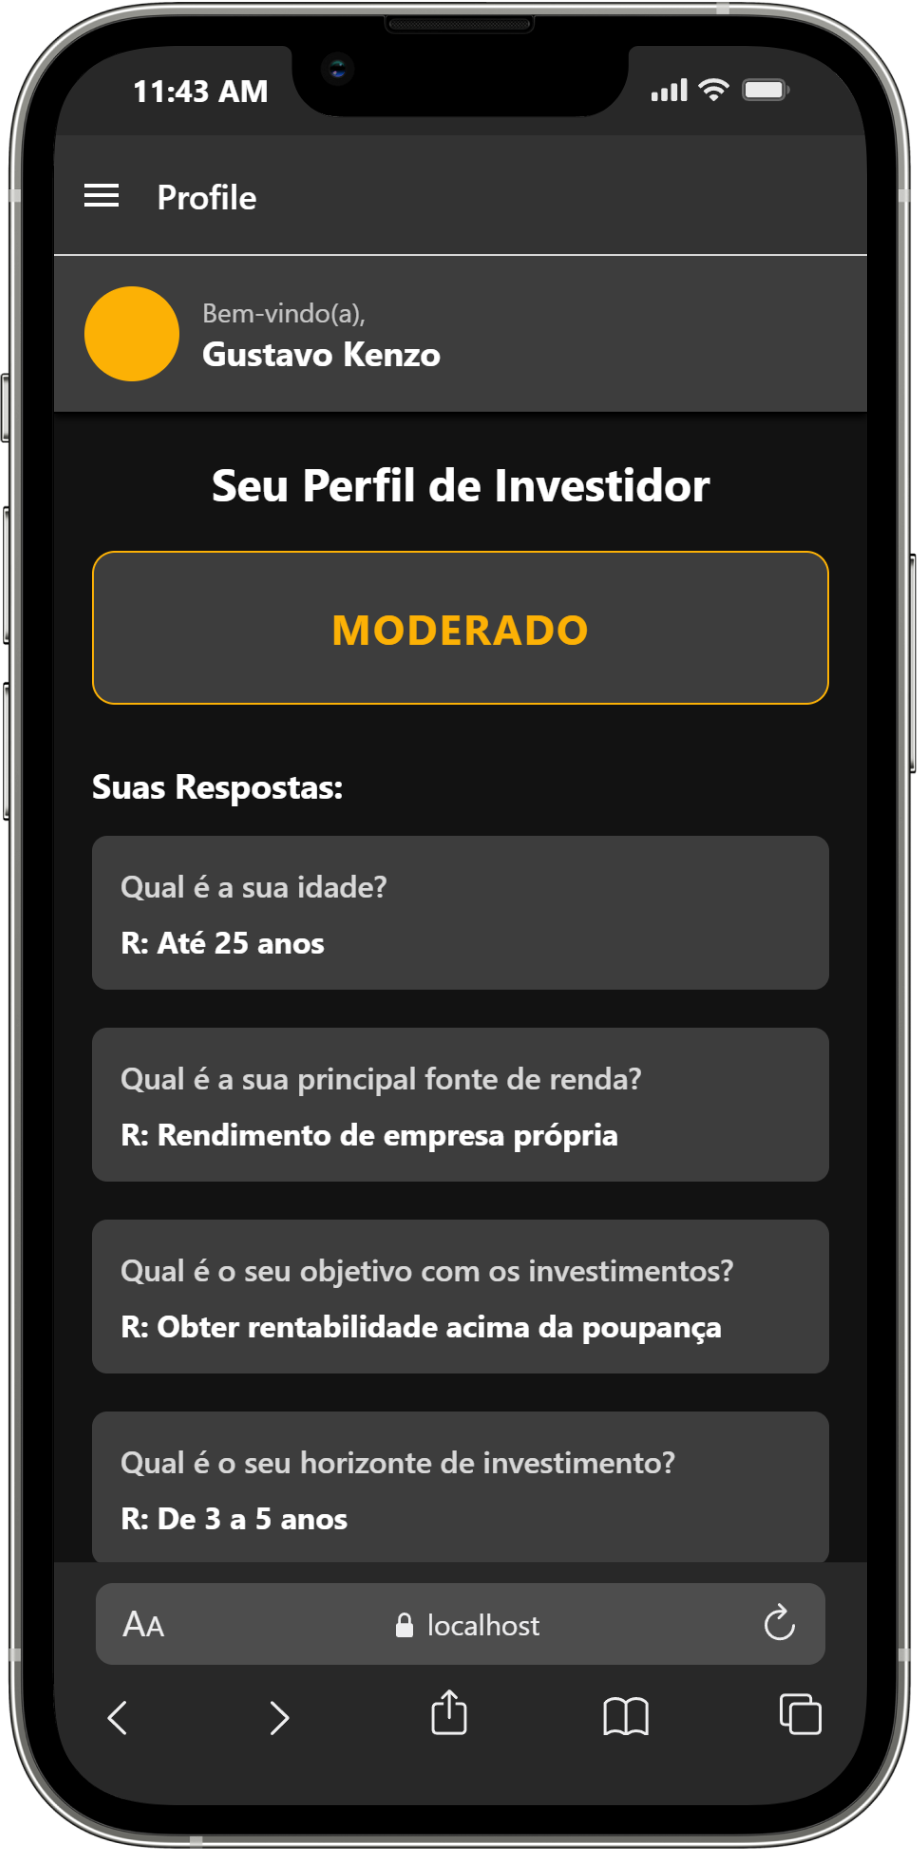 11:43 AM
Profile
Bem-vindo(a),
Gustavo Kenzo
Seu Perfil de Investidor
MODERADO
Suas Respostas:
Qual é a sua idade?
R: Até 25 anos
Qual é a sua principal fonte de renda?
R: Rendimento de empresa própria
Qual é o seu objetivo com os investimentos?
R: Obter rentabilidade acima da poupança
Qual é o seu horizonte de investimento?
R: De 3 a 5 anos
AA localhost